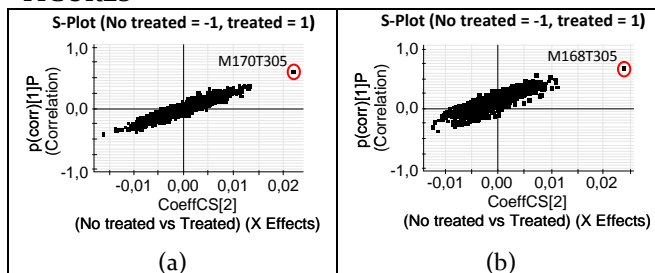 FIGURES
S-Plot (No treated = -1, treated = 1)
1,0
M170T305
p(corr)[1]P
(Correlation)
0,0
-1,0
-0,01 0,00 0,01 0,02
CoeffCS[2]
(No treated vs Treated) (X Effects)
(a)
S-Plot (No treated = -1, treated = 1)
1,0
M168T305
p(corr)[1]P
(Correlation)
0,0
-1,0
-0,01 0,00 0,01 0,02
CoeffCS[2]
(No treated vs Treated) (X Effects)
(b)